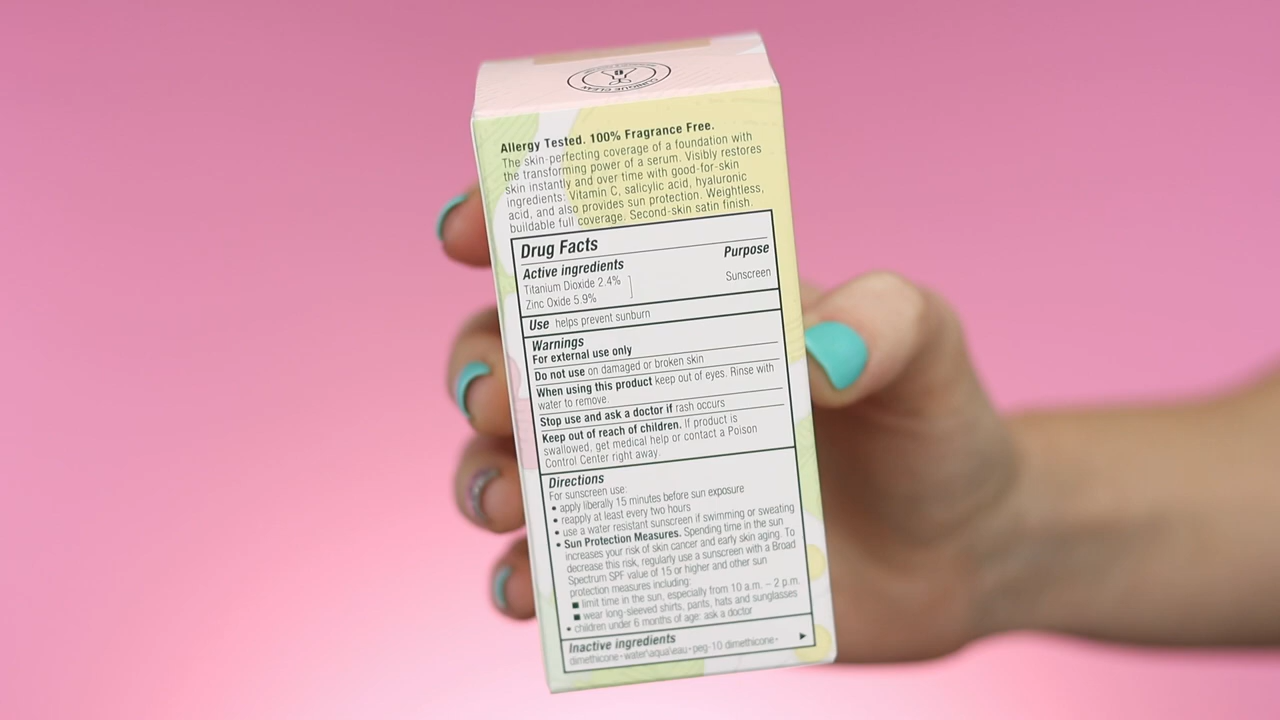 CLINIQUE CLEAN
Allergy Tested. 100% Fragrance Free.
The skin-perfecting coverage of a foundation with
the transforming power of a serum. Visibly restores
skin instantly and over time with good-for-skin
ingredients: Vitamin C, salicylic acid, hyaluronic
acid, and also provides sun protection. Weightless,
buildable full coverage. Second-skin satin finish.
Drug Facts
Active ingredients Purpose
Titanium Dioxide 2.4%
Zinc Oxide 5.9% Sunscreen
Use helps prevent sunburn
Warnings
For external use only
Do not use on damaged or broken skin
When using this product keep out of eyes. Rinse with
water to remove.
Stop use and ask a doctor if rash occurs
Keep out of reach of children. If product is
swallowed, get medical help or contact a Poison
Control Center right away.
Directions
For sunscreen use:
• apply liberally 15 minutes before sun exposure
• reapply at least every two hours
• use a water resistant sunscreen if swimming or sweating
• Sun Protection Measures. Spending time in the sun
increases your risk of skin cancer and early skin aging. To
decrease this risk, regularly use a sunscreen with a Broad
Spectrum SPF value of 15 or higher and other sun
protection measures including:
■ limit time in the sun, especially from 10 a.m. – 2 p.m.
■ wear long-sleeved shirts, pants, hats and sunglasses
• children under 6 months of age: ask a doctor
Inactive ingredients
dimethicone • water\aqua\eau • peg-10 dimethicone •